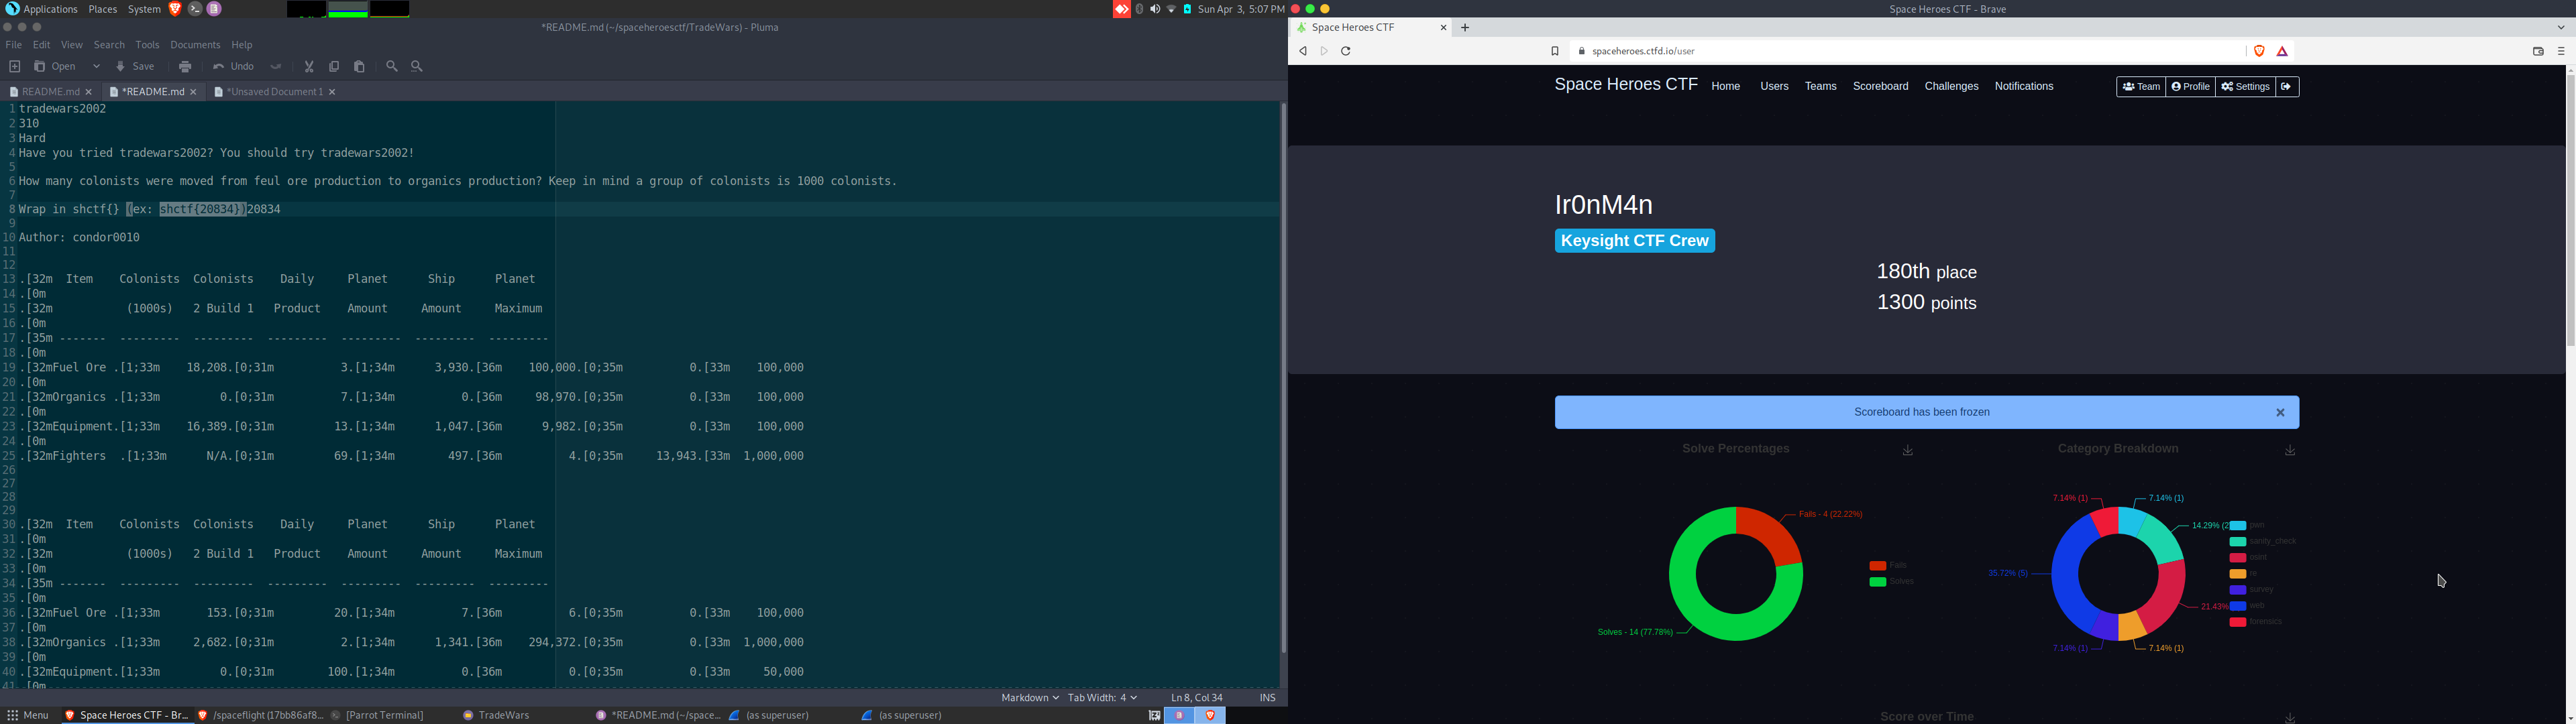 Applications Places System
Sun Apr 3, 5:07 PM
*README.md (~/spaceheroesctf/TradeWars) - Pluma
File Edit View Search Tools Documents Help
Open Save Undo
README.md *README.md *Unsaved Document 1
1 tradewars2002
2 310
3 Hard
4 Have you tried tradewars2002? You should try tradewars2002!
5
6 How many colonists were moved from feul ore production to organics production? Keep in mind a group of colonists is 1000 colonists.
7
8 Wrap in shctf{} (ex: shctf{20834})20834
9
10 Author: condor0010
11
12
13 .[32m  Item    Colonists  Colonists    Daily     Planet      Ship      Planet
14 .[0m
15 .[32m           (1000s)   2 Build 1   Product    Amount     Amount     Maximum
16 .[0m
17 .[35m -------  ---------  ---------  ---------  ---------  ---------  ---------
18 .[0m
19 .[32mFuel Ore .[1;33m    18,208.[0;31m          3.[1;34m      3,930.[36m    100,000.[0;35m          0.[33m    100,000
20 .[0m
21 .[32mOrganics .[1;33m         0.[0;31m          7.[1;34m          0.[36m     98,970.[0;35m          0.[33m    100,000
22 .[0m
23 .[32mEquipment.[1;33m    16,389.[0;31m         13.[1;34m      1,047.[36m      9,982.[0;35m          0.[33m    100,000
24 .[0m
25 .[32mFighters  .[1;33m      N/A.[0;31m         69.[1;34m        497.[36m          4.[0;35m     13,943.[33m  1,000,000
26
27
28
29
30 .[32m  Item    Colonists  Colonists    Daily     Planet      Ship      Planet
31 .[0m
32 .[32m           (1000s)   2 Build 1   Product    Amount     Amount     Maximum
33 .[0m
34 .[35m -------  ---------  ---------  ---------  ---------  ---------  ---------
35 .[0m
36 .[32mFuel Ore .[1;33m       153.[0;31m         20.[1;34m          7.[36m          6.[0;35m          0.[33m    100,000
37 .[0m
38 .[32mOrganics .[1;33m     2,682.[0;31m          2.[1;34m      1,341.[36m    294,372.[0;35m          0.[33m  1,000,000
39 .[0m
40 .[32mEquipment.[1;33m         0.[0;31m        100.[1;34m          0.[36m          0.[0;35m          0.[33m     50,000
41 .[0m
Markdown Tab Width: 4 Ln 8, Col 34 INS
Menu Space Heroes CTF - Br... /spaceflight (17bb86af8... [Parrot Terminal] TradeWars *README.md (~/space... (as superuser) (as superuser)
Space Heroes CTF - Brave
Space Heroes CTF
spaceheroes.ctfd.io/user
Space Heroes CTF Home Users Teams Scoreboard Challenges Notifications Team Profile Settings
Ir0nM4n
Keysight CTF Crew
180th place
1300 points
Scoreboard has been frozen
Solve Percentages
Fails - 4 (22.22%)
Solves - 14 (77.78%)
Fails
Solves
Category Breakdown
7.14% (1)
7.14% (1)
14.29% (2
35.72% (5)
21.43%
7.14% (1)
7.14% (1)
pwn
sanity_check
osint
re
survey
web
forensics
Score over Time